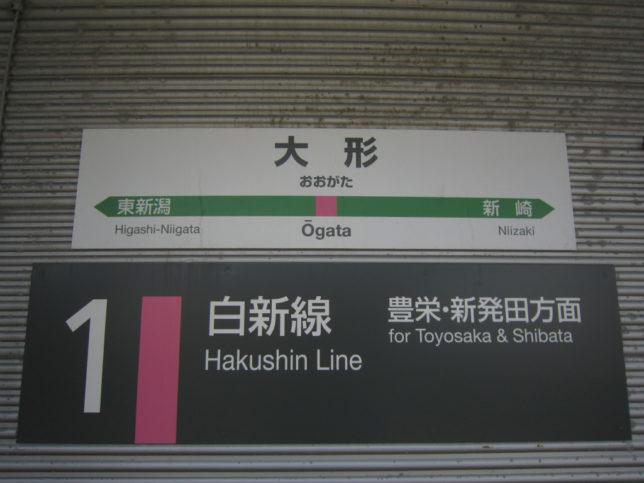 大形
おおがた
東新潟 新崎
Higashi-Niigata Ōgata Niizaki
1 白新線 豊栄・新発田方面
Hakushin Line for Toyosaka & Shibata